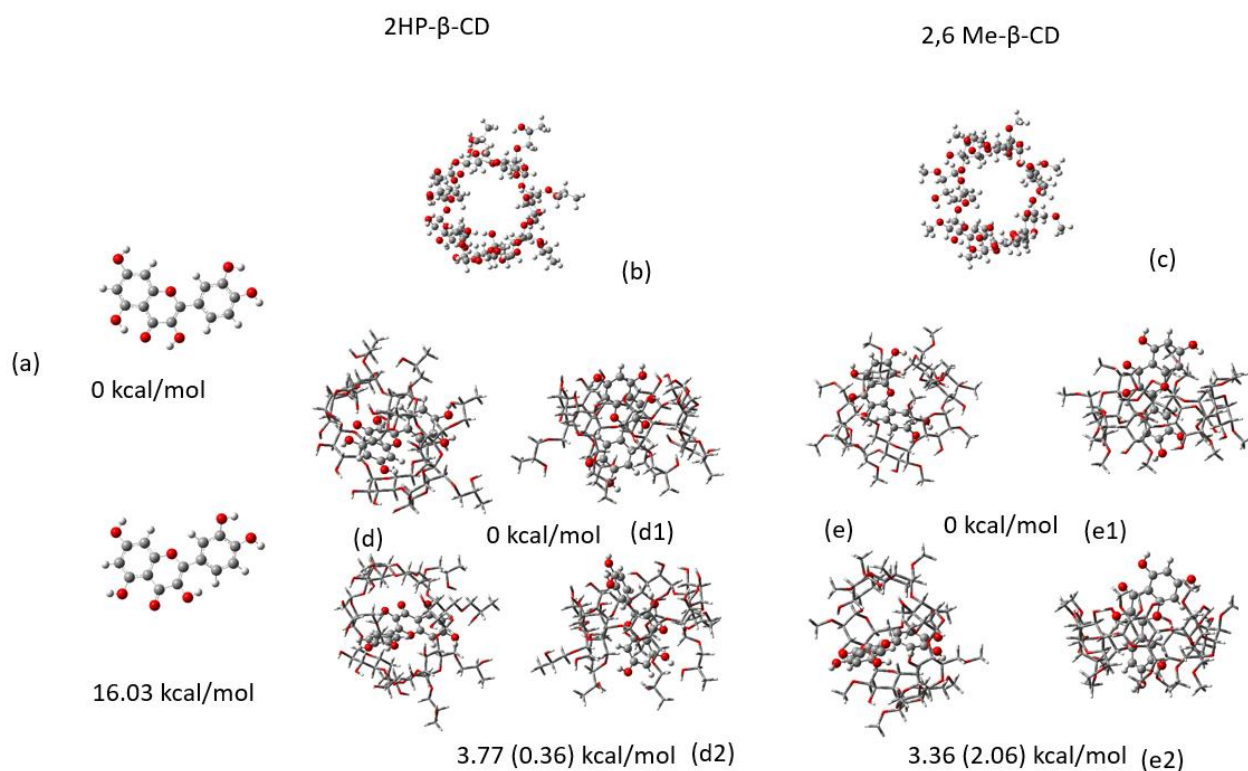 2HP-β-CD
2,6 Me-β-CD
(b)
(c)
(a)
0 kcal/mol
(d)
0 kcal/mol
(d1)
(e)
0 kcal/mol
(e1)
16.03 kcal/mol
3.77 (0.36) kcal/mol
(d2)
3.36 (2.06) kcal/mol
(e2)